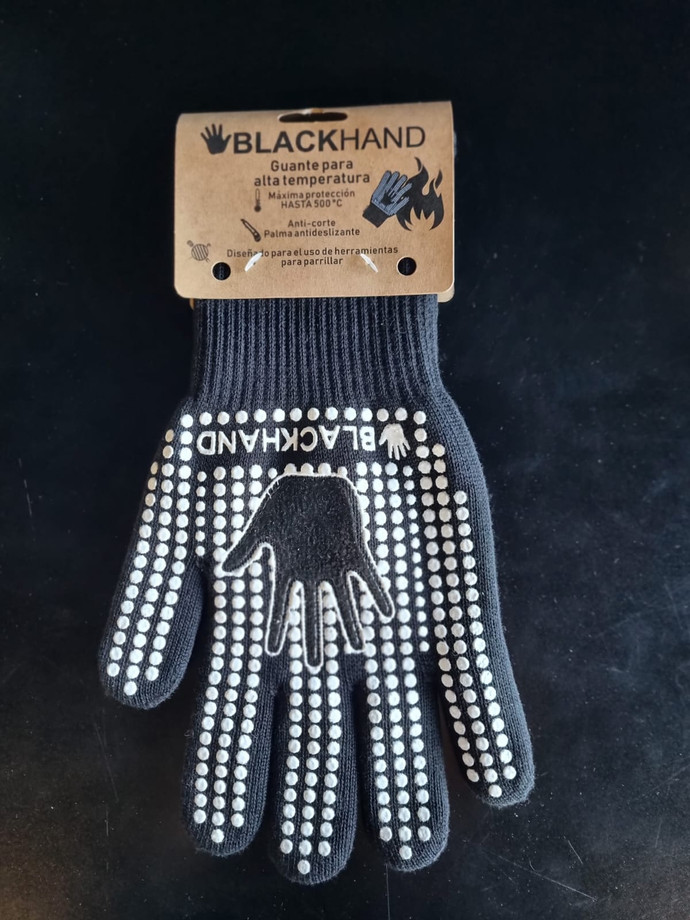 BLACKHAND
Guante para
alta temperatura
Máxima protección
HASTA 500°C
Anti-corte
Palma antideslizante
Diseñado para el uso de herramientas
para parrillar
BLACKHAND